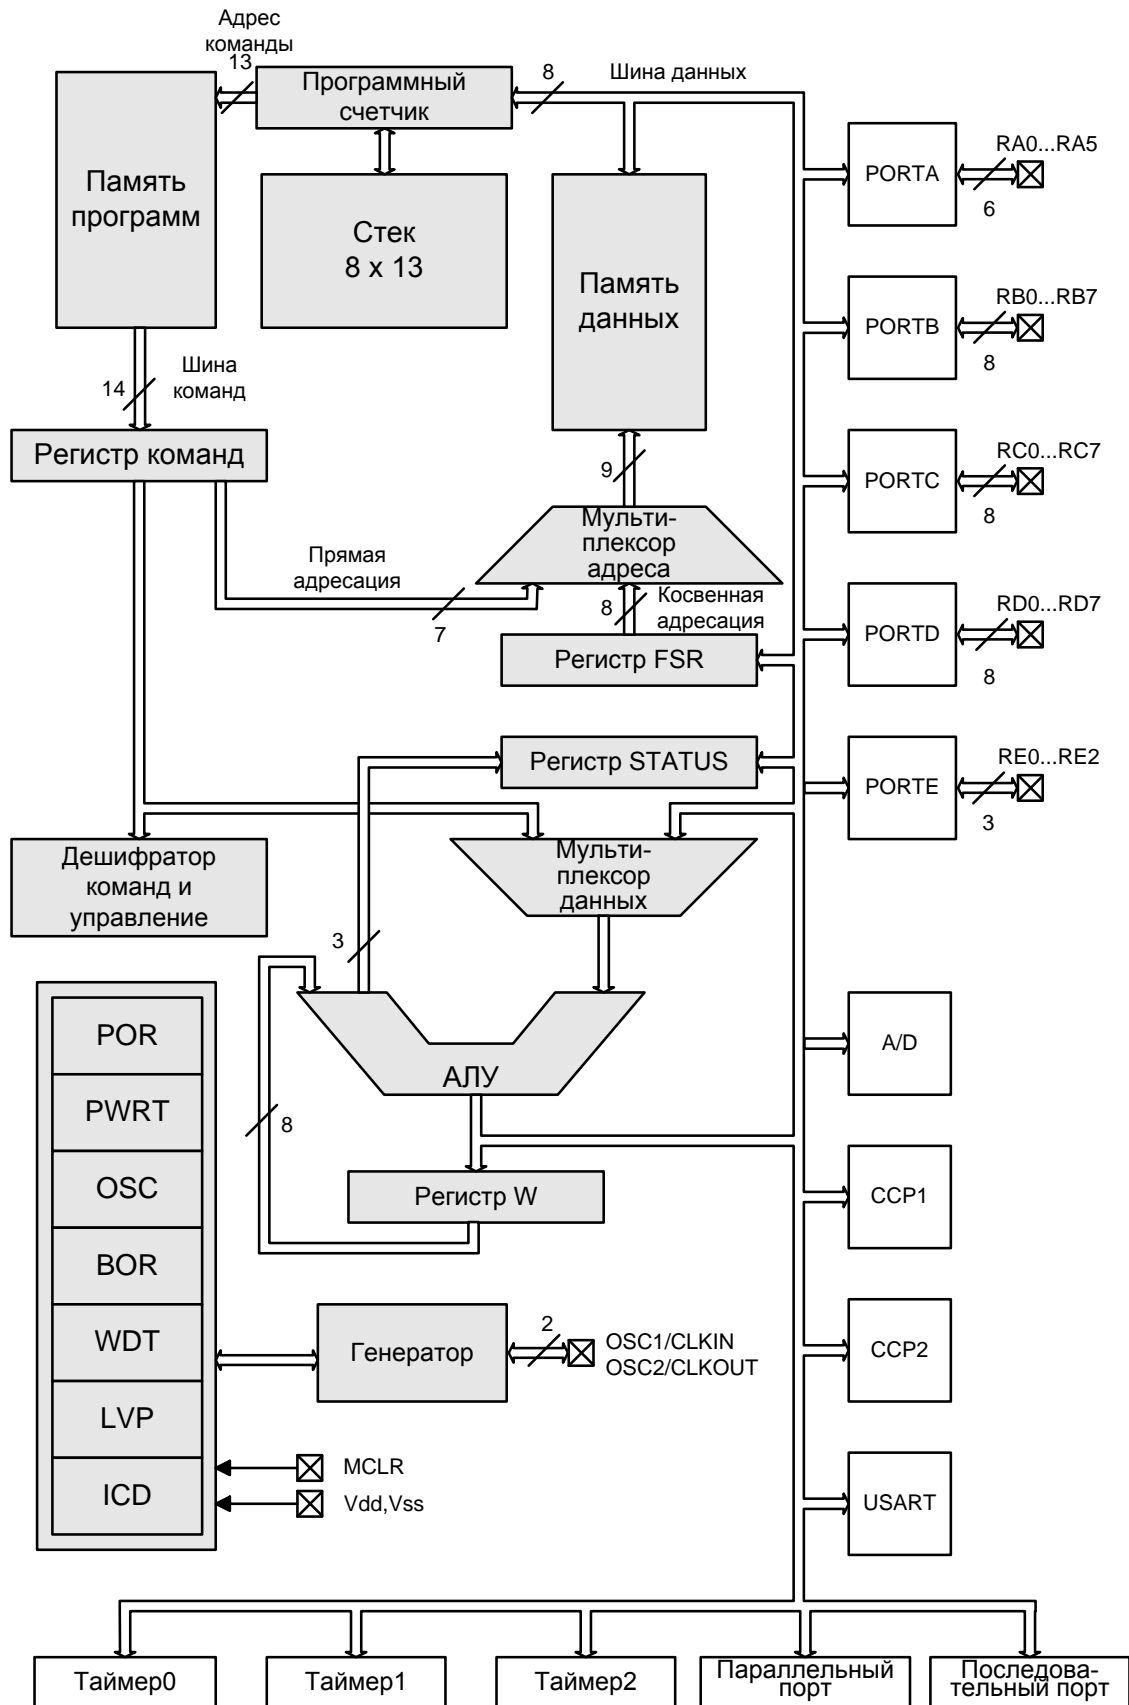 Адрес
команды
13
Программный
счетчик
8
Шина данных
Память
программ
Стек
8 x 13
Память
данных
PORTA
RA0...RA5
6
PORTB
RB0...RB7
8
14
Шина
команд
Регистр команд
9
PORTC
RC0...RC7
8
Мульти-
плексор
адреса
Прямая
адресация
7
8
Косвенная
адресация
Регистр FSR
PORTD
RD0...RD7
8
Регистр STATUS
PORTE
RE0...RE2
3
Дешифратор
команд и
управление
Мульти-
плексор
данных
3
АЛУ
8
Регистр W
A/D
CCP1
CCP2
USART
POR
PWRT
OSC
BOR
WDT
LVP
ICD
Генератор
2
OSC1/CLKIN
OSC2/CLKOUT
MCLR
Vdd,Vss
Таймер0
Таймер1
Таймер2
Параллельный
порт
Последова-
тельный порт